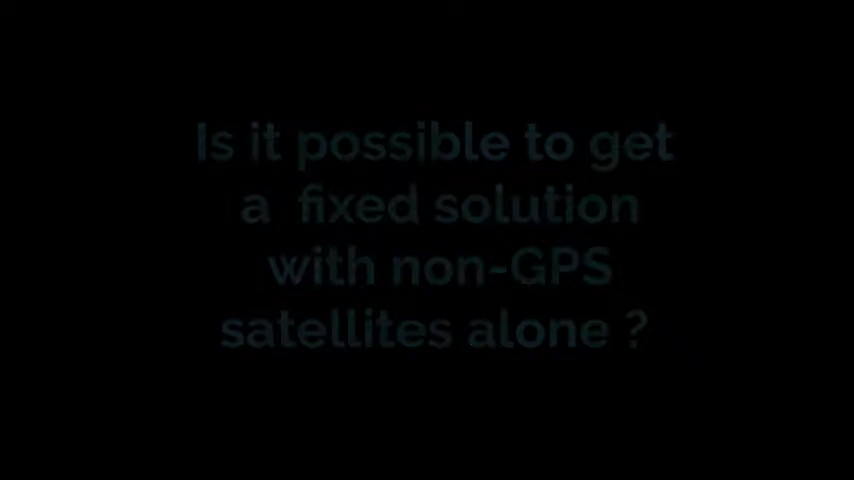 Is it possible to get
a fixed solution
with non-GPS
satellites alone ?